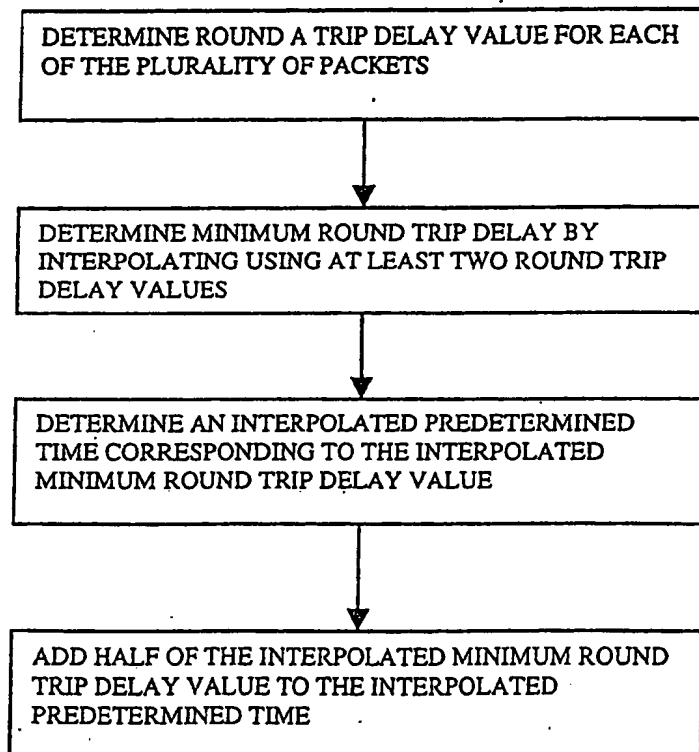 DETERMINE ROUND A TRIP DELAY VALUE FOR EACH
OF THE PLURALITY OF PACKETS
DETERMINE MINIMUM ROUND TRIP DELAY BY
INTERPOLATING USING AT LEAST TWO ROUND TRIP
DELAY VALUES
DETERMINE AN INTERPOLATED PREDETERMINED
TIME CORRESPONDING TO THE INTERPOLATED
MINIMUM ROUND TRIP DELAY VALUE
ADD HALF OF THE INTERPOLATED MINIMUM ROUND
TRIP DELAY VALUE TO THE INTERPOLATED
PREDETERMINED TIME